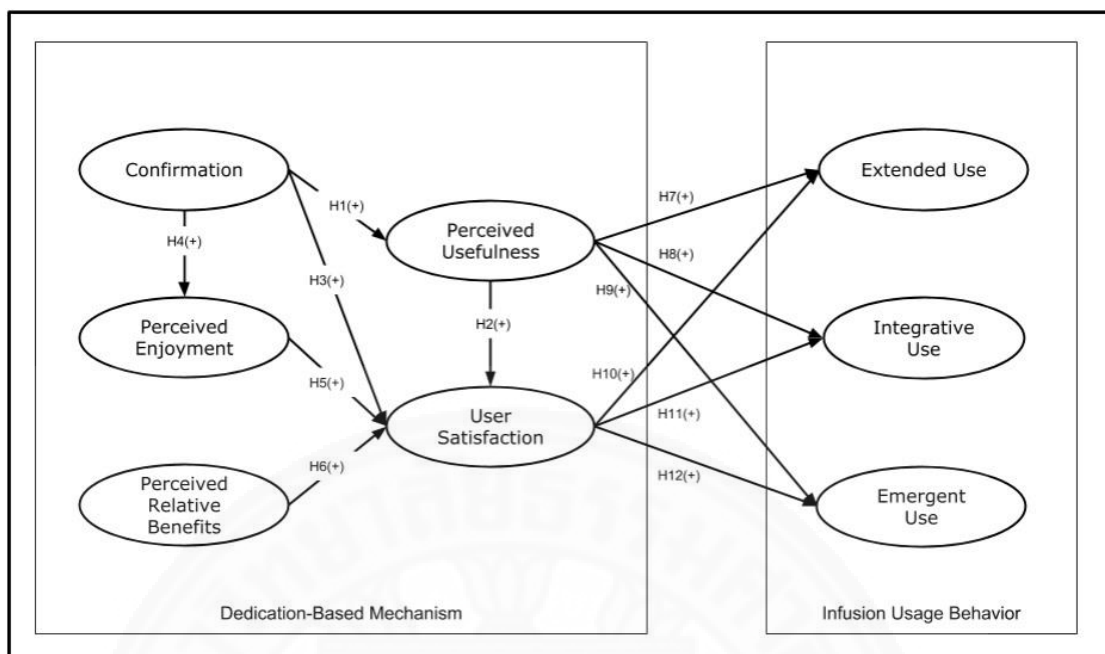 Confirmation
Extended Use
H1(+)
H7(+)
Perceived
Usefulness
H4(+)
H8(+)
H3(+)
H9(+)
Perceived
Enjoyment
H2(+)
Integrative
Use
H5(+)
H10(+)
User
Satisfaction
H11(+)
H6(+)
H12(+)
Perceived
Relative
Benefits
Emergent
Use
Dedication-Based Mechanism
Infusion Usage Behavior